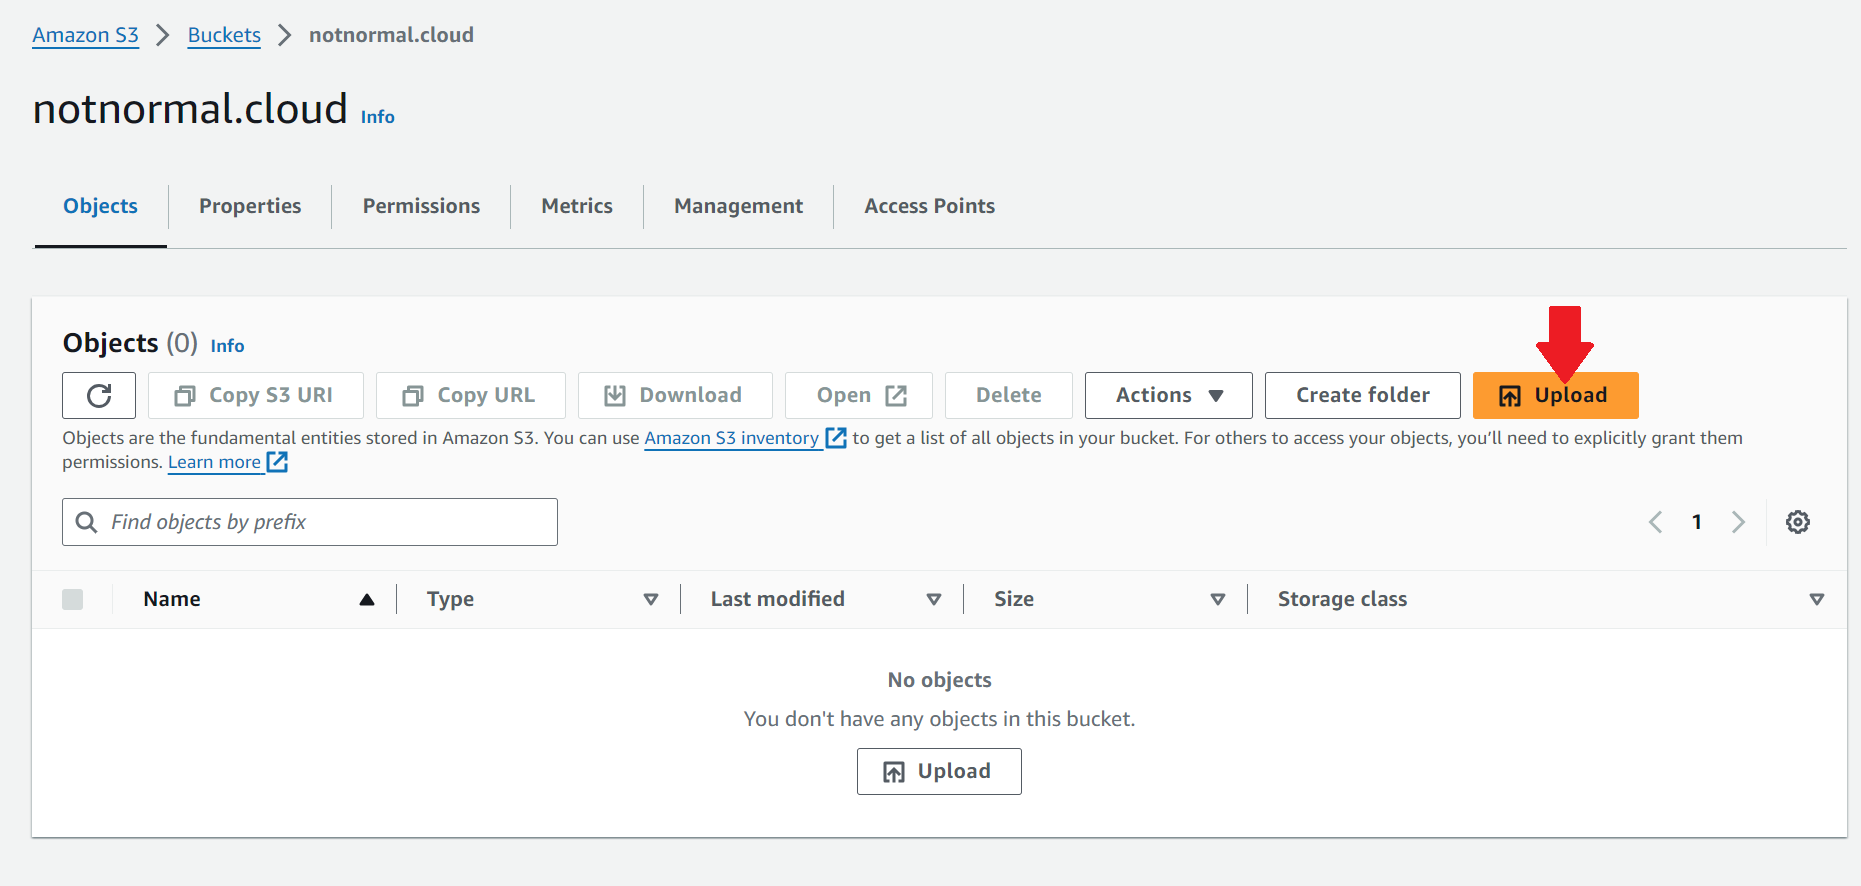 Amazon S3 > Buckets > notnormal.cloud
notnormal.cloud Info
Objects Properties Permissions Metrics Management Access Points
Objects (0) Info
Copy S3 URI Copy URL Download Open Delete Actions Create folder Upload
Objects are the fundamental entities stored in Amazon S3. You can use Amazon S3 inventory to get a list of all objects in your bucket. For others to access your objects, you’ll need to explicitly grant them
permissions. Learn more
Find objects by prefix
1
Name Type Last modified Size Storage class
No objects
You don't have any objects in this bucket.
Upload